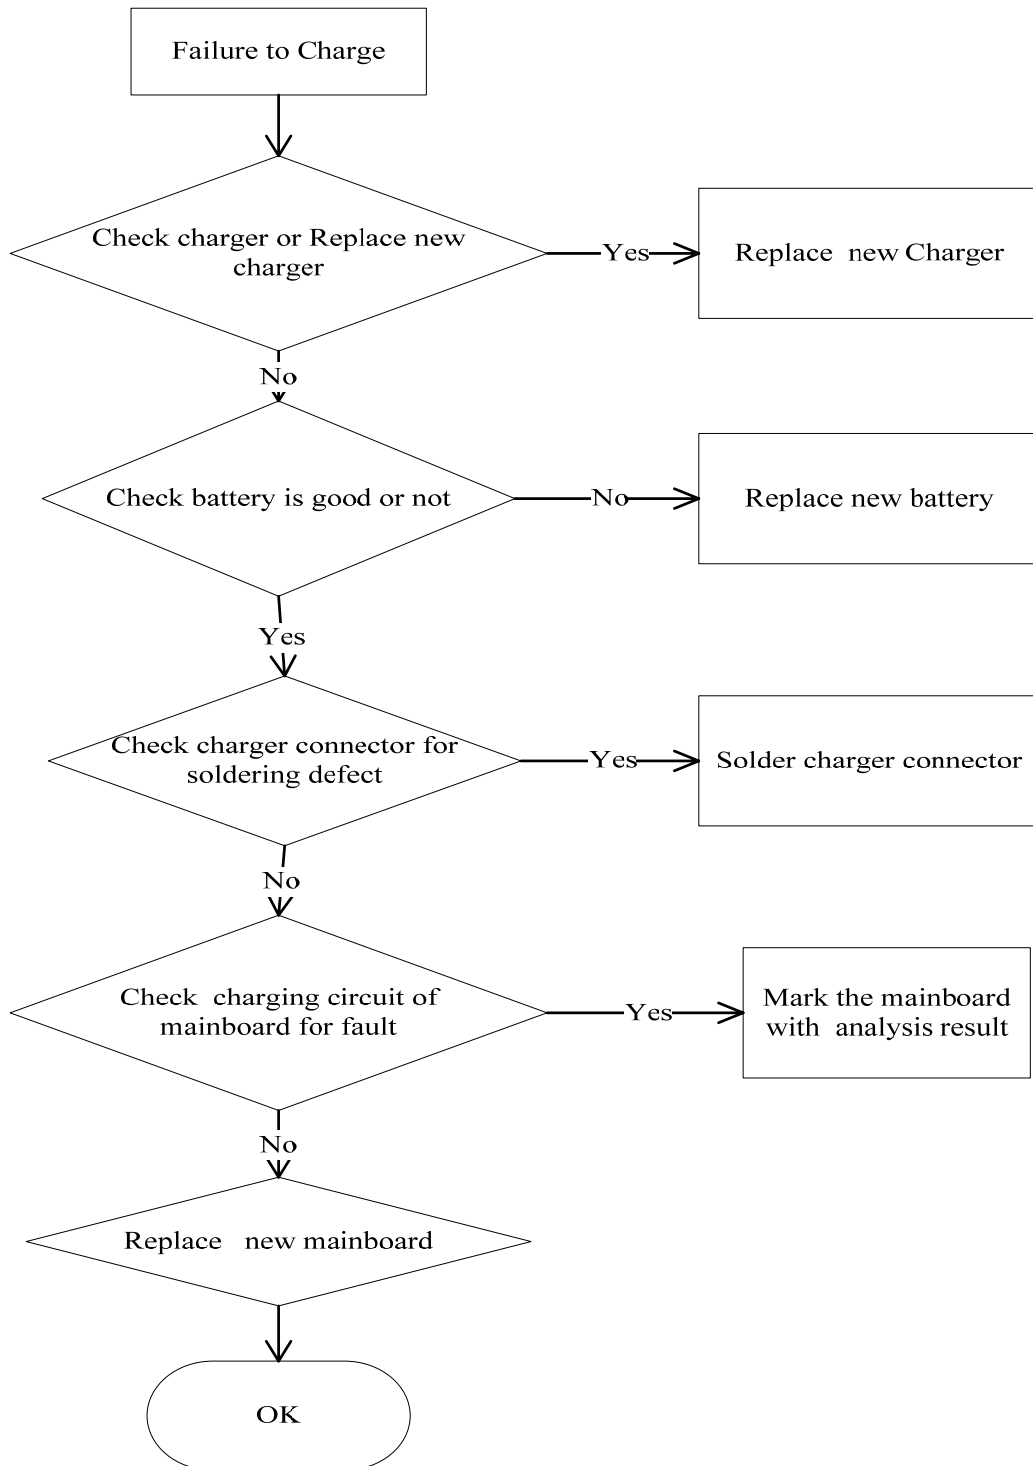 Failure to Charge
Check charger or Replace new
charger
Yes
Replace new Charger
No
Check battery is good or not
No
Replace new battery
Yes
Check charger connector for
soldering defect
Yes
Solder charger connector
No
Check charging circuit of
mainboard for fault
Yes
Mark the mainboard
with analysis result
No
Replace new mainboard
OK